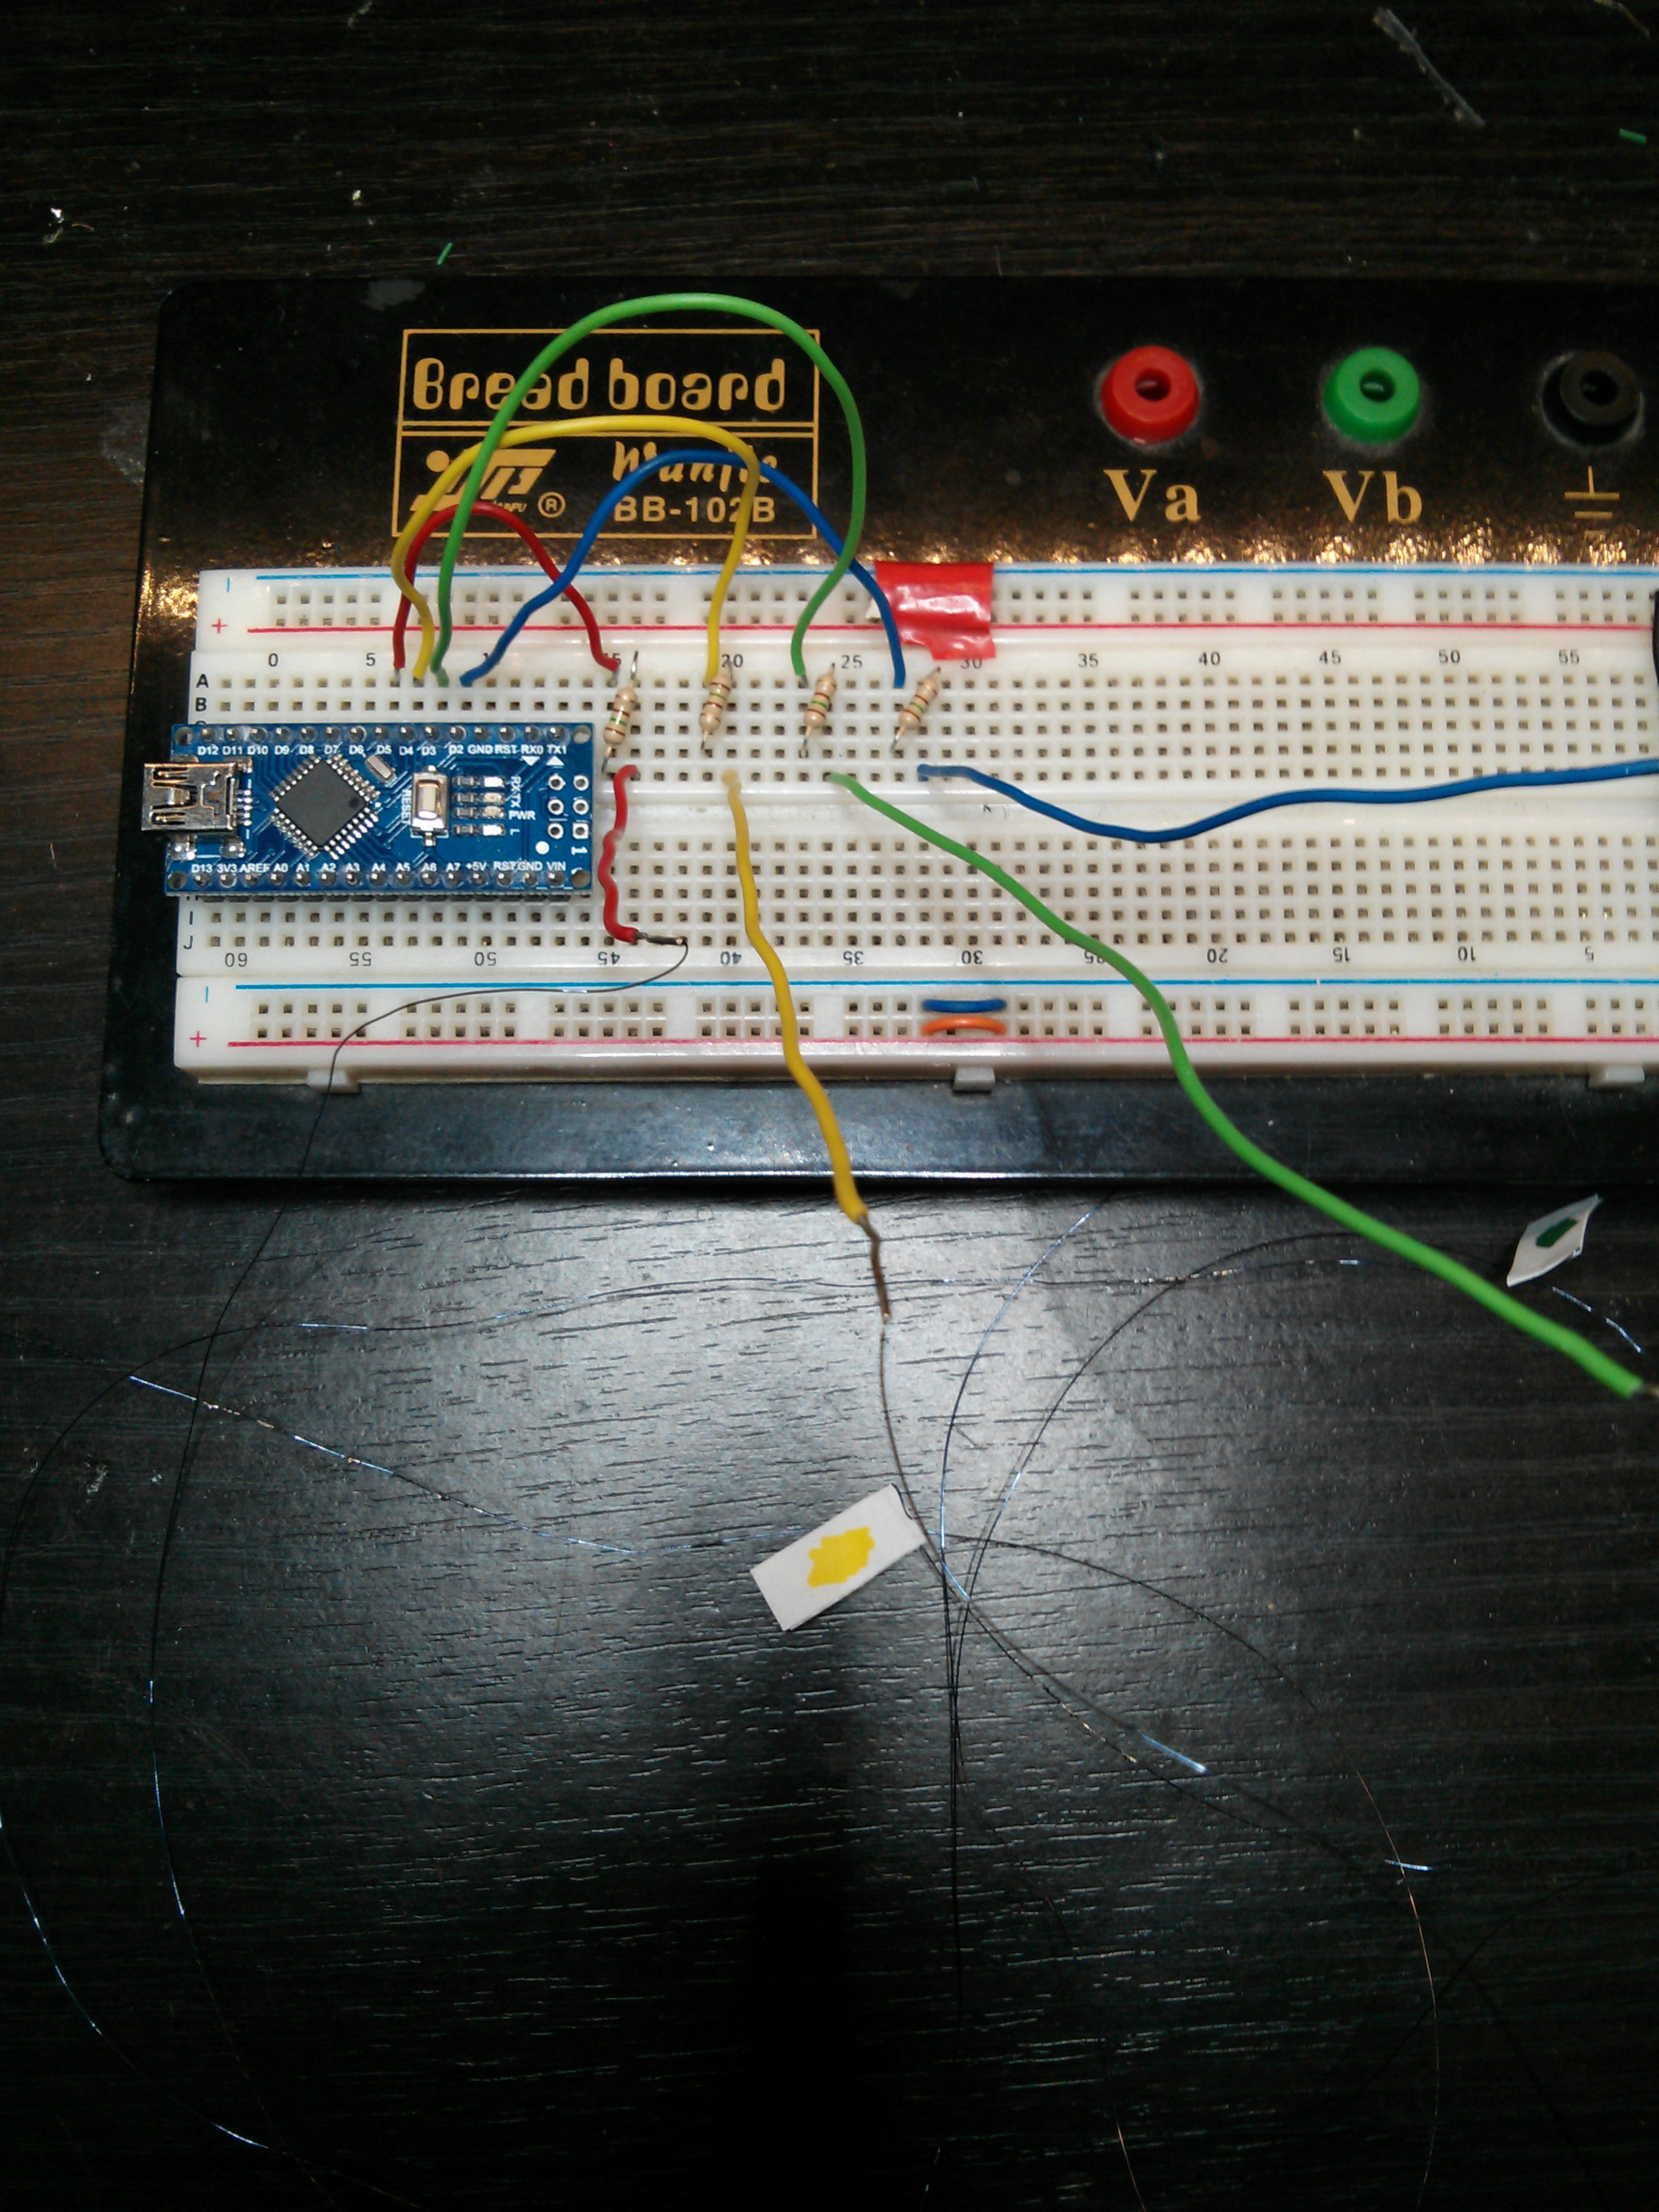 Bread board
Wanjie
WANPU ®
BB-102B
Va Vb
0 5 15 20 25 30 35 40 45 50 55
A
B
D12 D11 D10 D9 D8 D7 D6 D5 D4 D3 D2 GND RST RX0 TX1
RESET
RX TX
PWR
L
1
D13 3V3 AREF A0 A1 A2 A3 A4 A5 A6 A7 +5V RST GND VIN
I
J
60 55 50 45 40 35 30 25 20 15 10 5